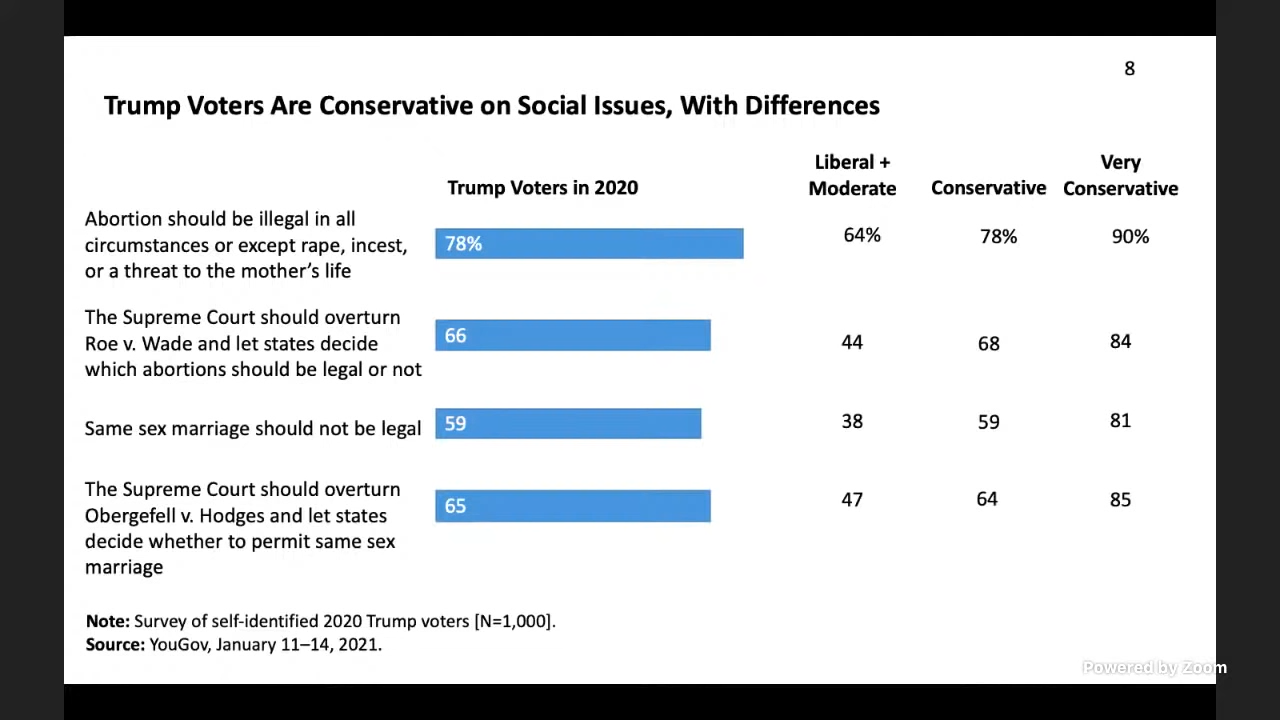 8
Trump Voters Are Conservative on Social Issues, With Differences
Trump Voters in 2020
Liberal +
Moderate
Conservative
Very
Conservative
Abortion should be illegal in all
circumstances or except rape, incest,
or a threat to the mother's life
78%
64%
78%
90%
The Supreme Court should overturn
Roe v. Wade and let states decide
which abortions should be legal or not
66
44
68
84
Same sex marriage should not be legal
59
38
59
81
The Supreme Court should overturn
Obergefell v. Hodges and let states
decide whether to permit same sex
marriage
65
47
64
85
Note: Survey of self-identified 2020 Trump voters [N=1,000].
Source: YouGov, January 11–14, 2021.
Powered by Zoom